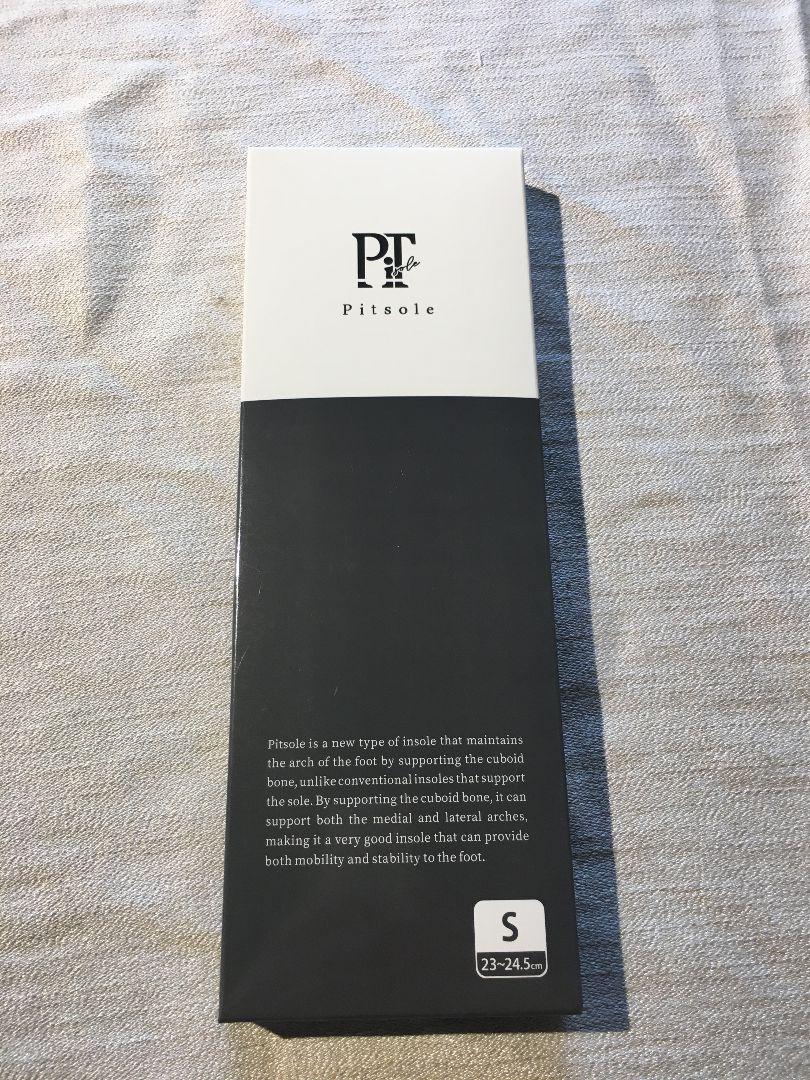 PiT
sole
Pitsole
Pitsole is a new type of insole that maintains
the arch of the foot by supporting the cuboid
bone, unlike conventional insoles that support
the sole. By supporting the cuboid bone, it can
support both the medial and lateral arches,
making it a very good insole that can provide
both mobility and stability to the foot.
S
23~24.5cm